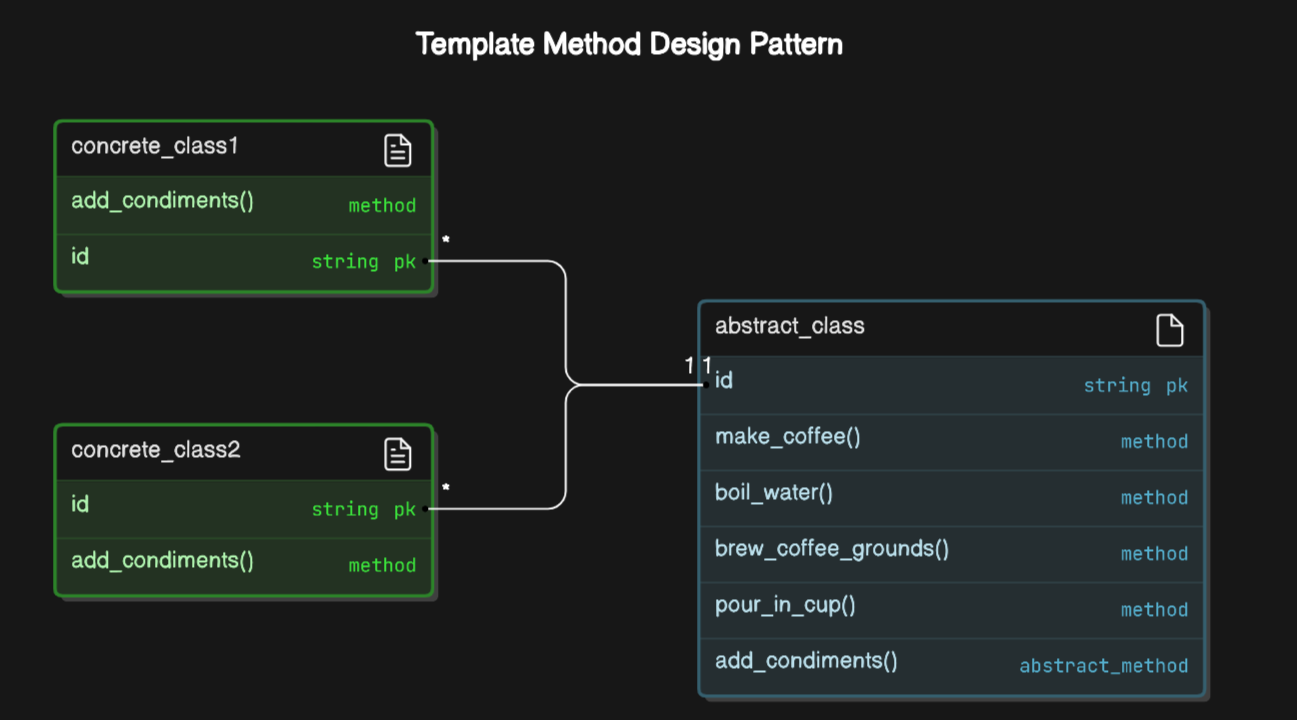 Template Method Design Pattern
concrete_class1
add_condiments() method
id string pk
*
concrete_class2
id string pk
*
add_condiments() method
abstract_class
1 1
id string pk
make_coffee() method
boil_water() method
brew_coffee_grounds() method
pour_in_cup() method
add_condiments() abstract_method